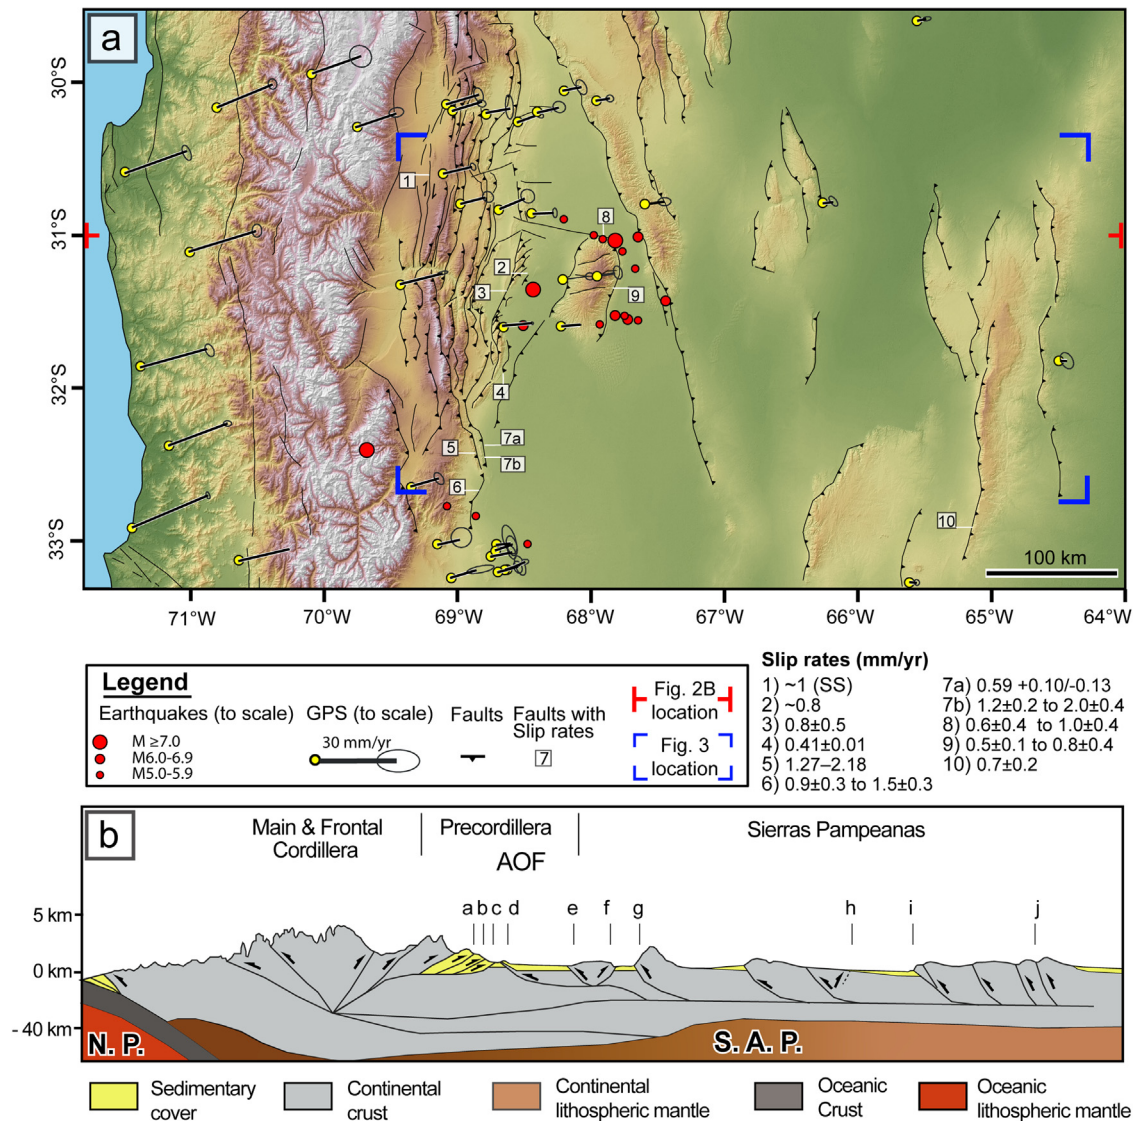 a
30°S
31°S
32°S
33°S
1
2
3
4
5
6
7a
7b
8
9
10
100 km
71°W
70°W
69°W
68°W
67°W
66°W
65°W
64°W
Legend
Earthquakes (to scale)
M ≥7.0
M6.0-6.9
M5.0-5.9
GPS (to scale)
30 mm/yr
Faults
Faults with
Slip rates
7
Fig. 2B
location
Fig. 3
location
Slip rates (mm/yr)
1) ~1 (SS)
2) ~0.8
3) 0.8±0.5
4) 0.41±0.01
5) 1.27–2.18
6) 0.9±0.3 to 1.5±0.3
7a) 0.59 +0.10/-0.13
7b) 1.2±0.2 to 2.0±0.4
8) 0.6±0.4 to 1.0±0.4
9) 0.5±0.1 to 0.8±0.4
10) 0.7±0.2
b
Main & Frontal
Cordillera
Precordillera
AOF
Sierras Pampeanas
a b c d e f g h i j
5 km
0 km
- 40 km
N. P.
S. A. P.
Sedimentary
cover
Continental
crust
Continental
lithospheric mantle
Oceanic
Crust
Oceanic
lithospheric mantle